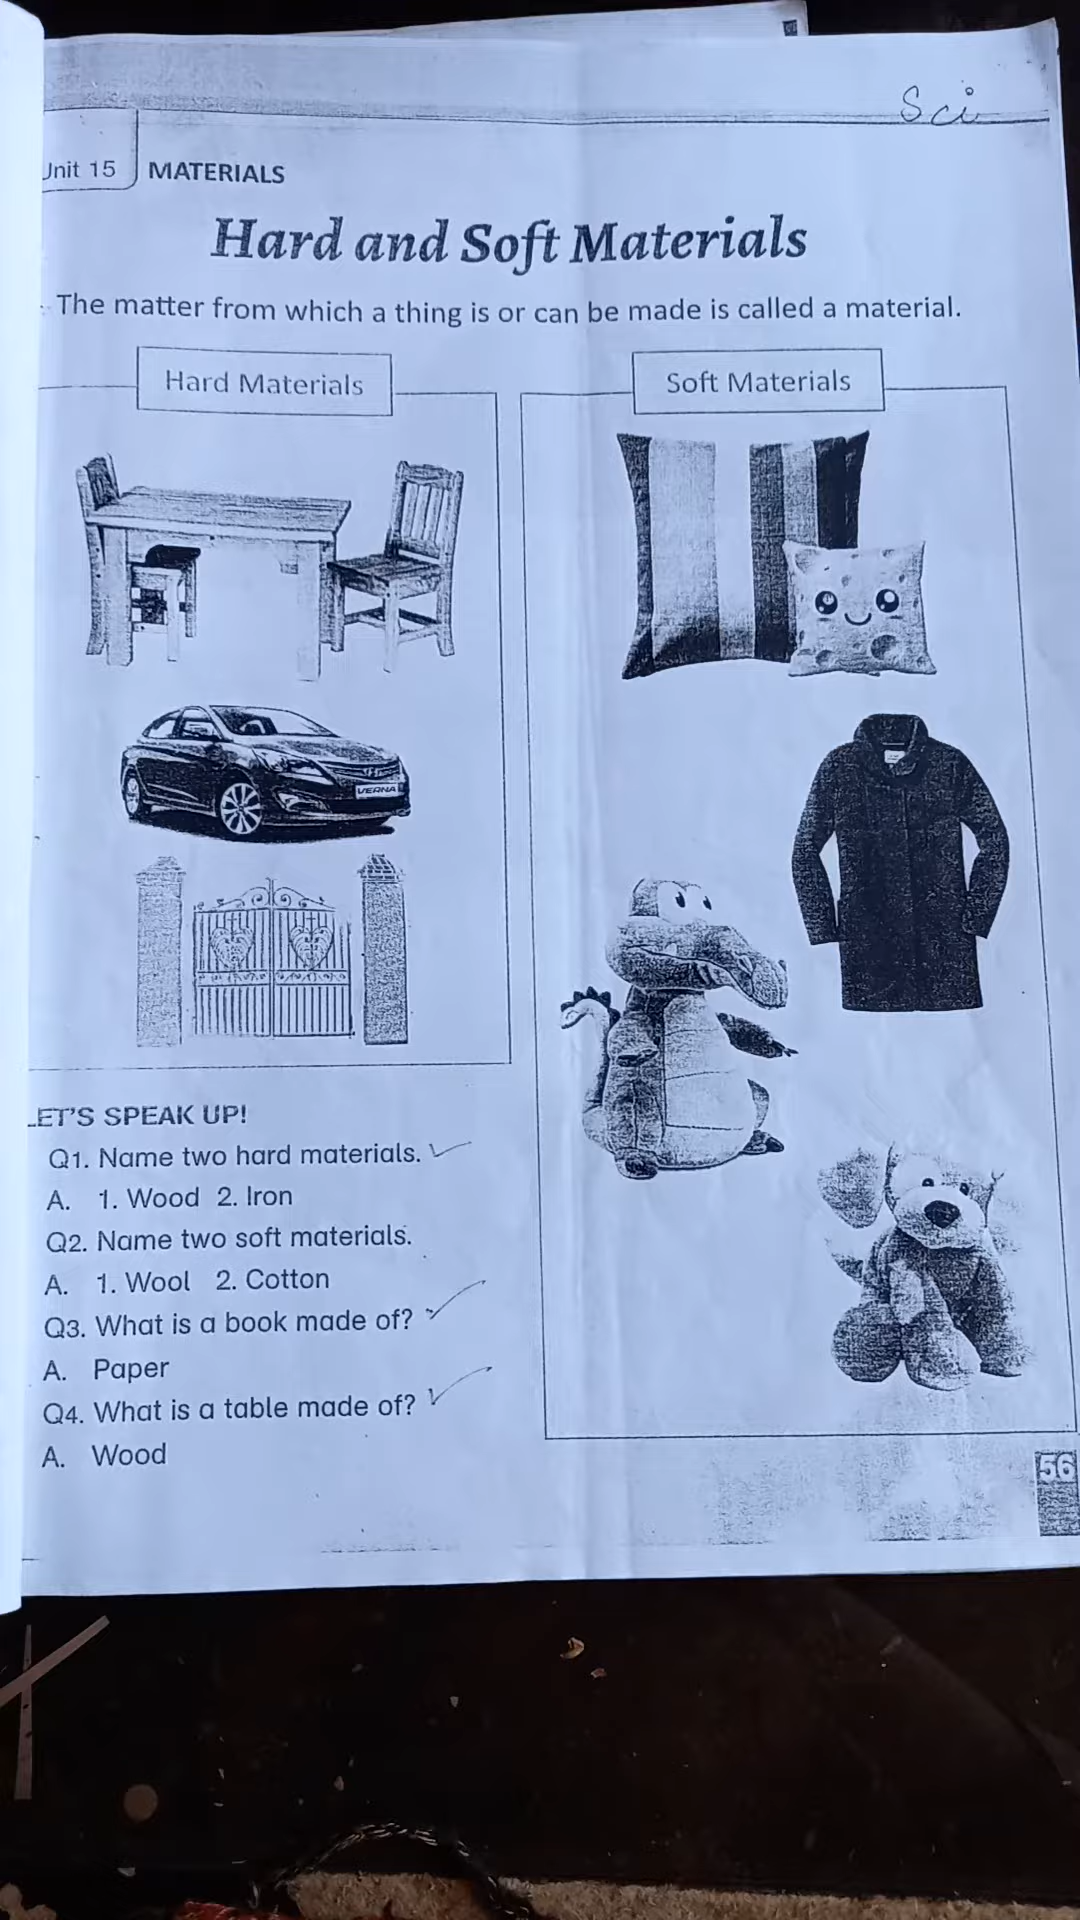 Sci
Unit 15
MATERIALS
Hard and Soft Materials
The matter from which a thing is or can be made is called a material.
Hard Materials
Soft Materials
VERNA
LET'S SPEAK UP!
Q1. Name two hard materials.
A. 1. Wood 2. Iron
Q2. Name two soft materials.
A. 1. Wool 2. Cotton
Q3. What is a book made of?
A. Paper
Q4. What is a table made of?
A. Wood
56